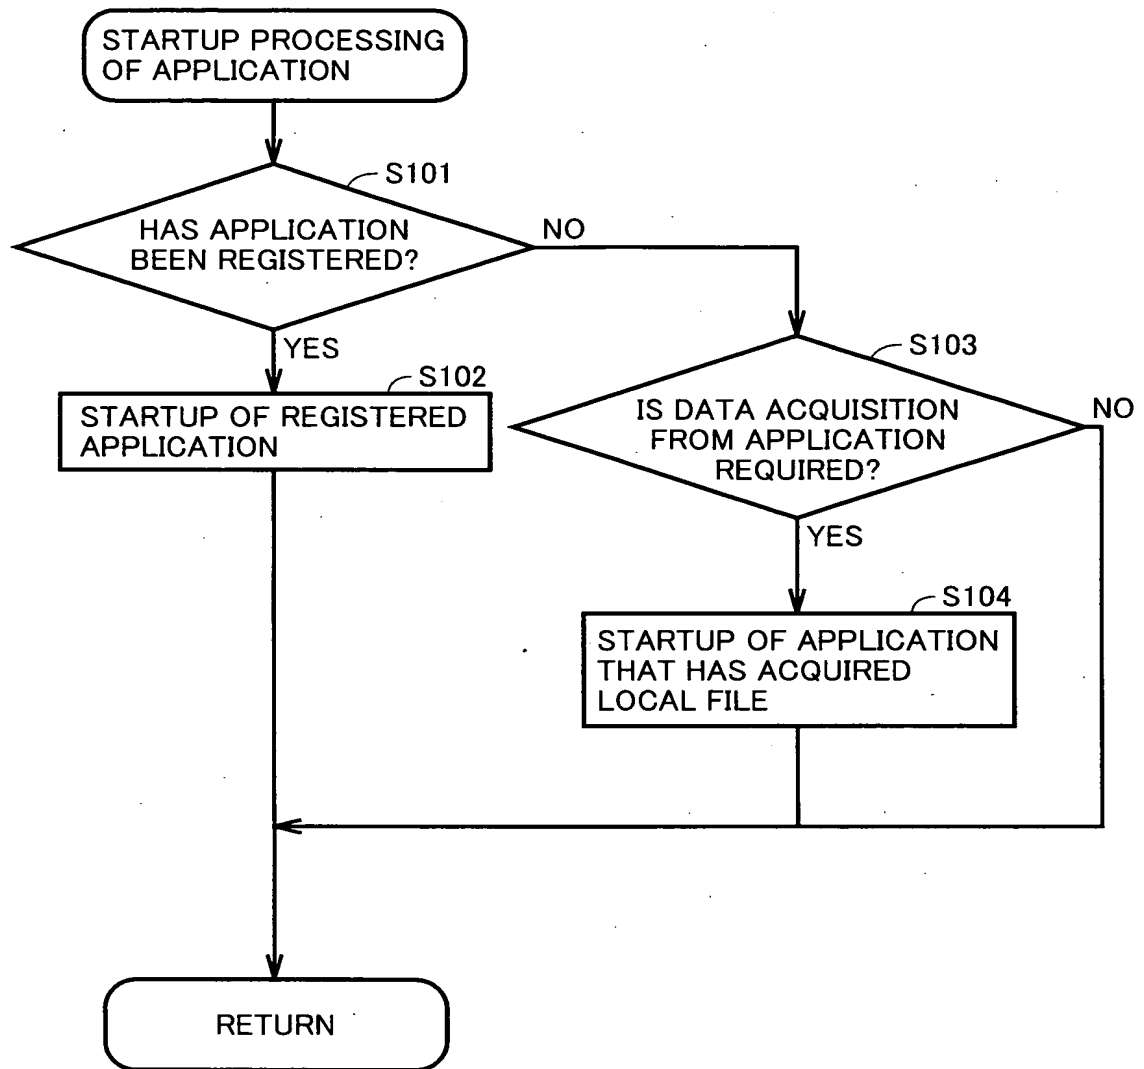 STARTUP PROCESSING
OF APPLICATION
S101
HAS APPLICATION
BEEN REGISTERED?
NO
YES
S102
STARTUP OF REGISTERED
APPLICATION
S103
IS DATA ACQUISITION
FROM APPLICATION
REQUIRED?
NO
YES
S104
STARTUP OF APPLICATION
THAT HAS ACQUIRED
LOCAL FILE
RETURN